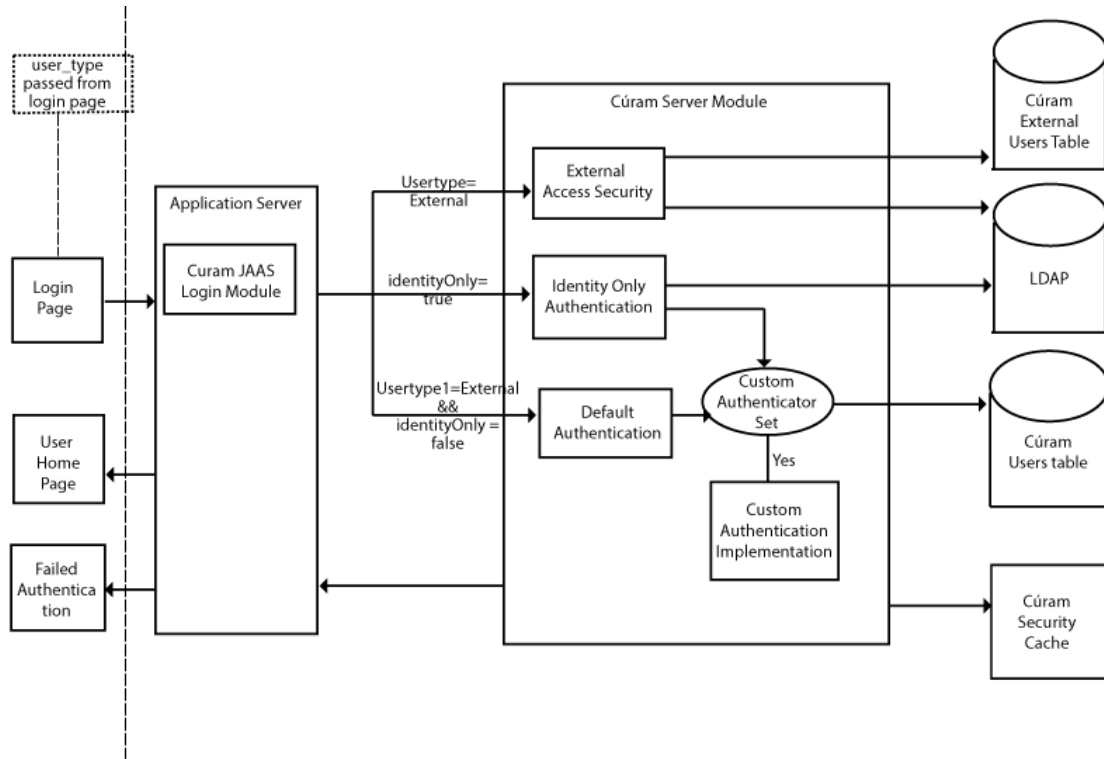 user_type
passed from
login page
Login
Page
User
Home
Page
Failed
Authentica
tion
Application Server
Curam JAAS
Login Module
Usertype=
External
identityOnly=
true
Usertype1=External
&&
identityOnly =
false
Cúram Server Module
External
Access Security
Identity Only
Authentication
Default
Authentication
Custom
Authenticator
Set
Yes
Custom
Authentication
Implementation
Cúram
External
Users Table
LDAP
Cúram
Users table
Cúram
Security
Cache